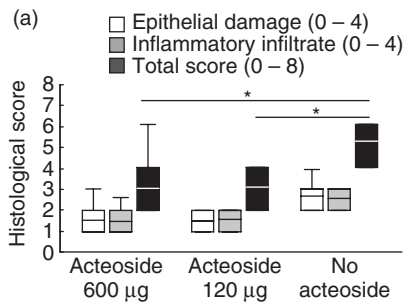 (a)
Epithelial damage (0 – 4)
Inflammatory infiltrate (0 – 4)
Total score (0 – 8)
Histological score
8
7
6
5
4
3
2
1
0
*
*
Acteoside
600 µg
Acteoside
120 µg
No
acteoside